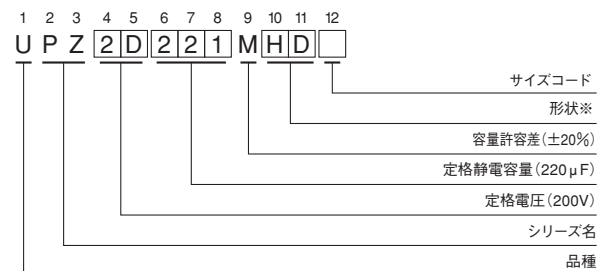 1 2 3 4 5 6 7 8 9 10 11 12
U P Z 2 D 2 2 1 M H D
サイズコード
形状※
容量許容差(±20%)
定格静電容量(220μF)
定格電圧(200V)
シリーズ名
品種